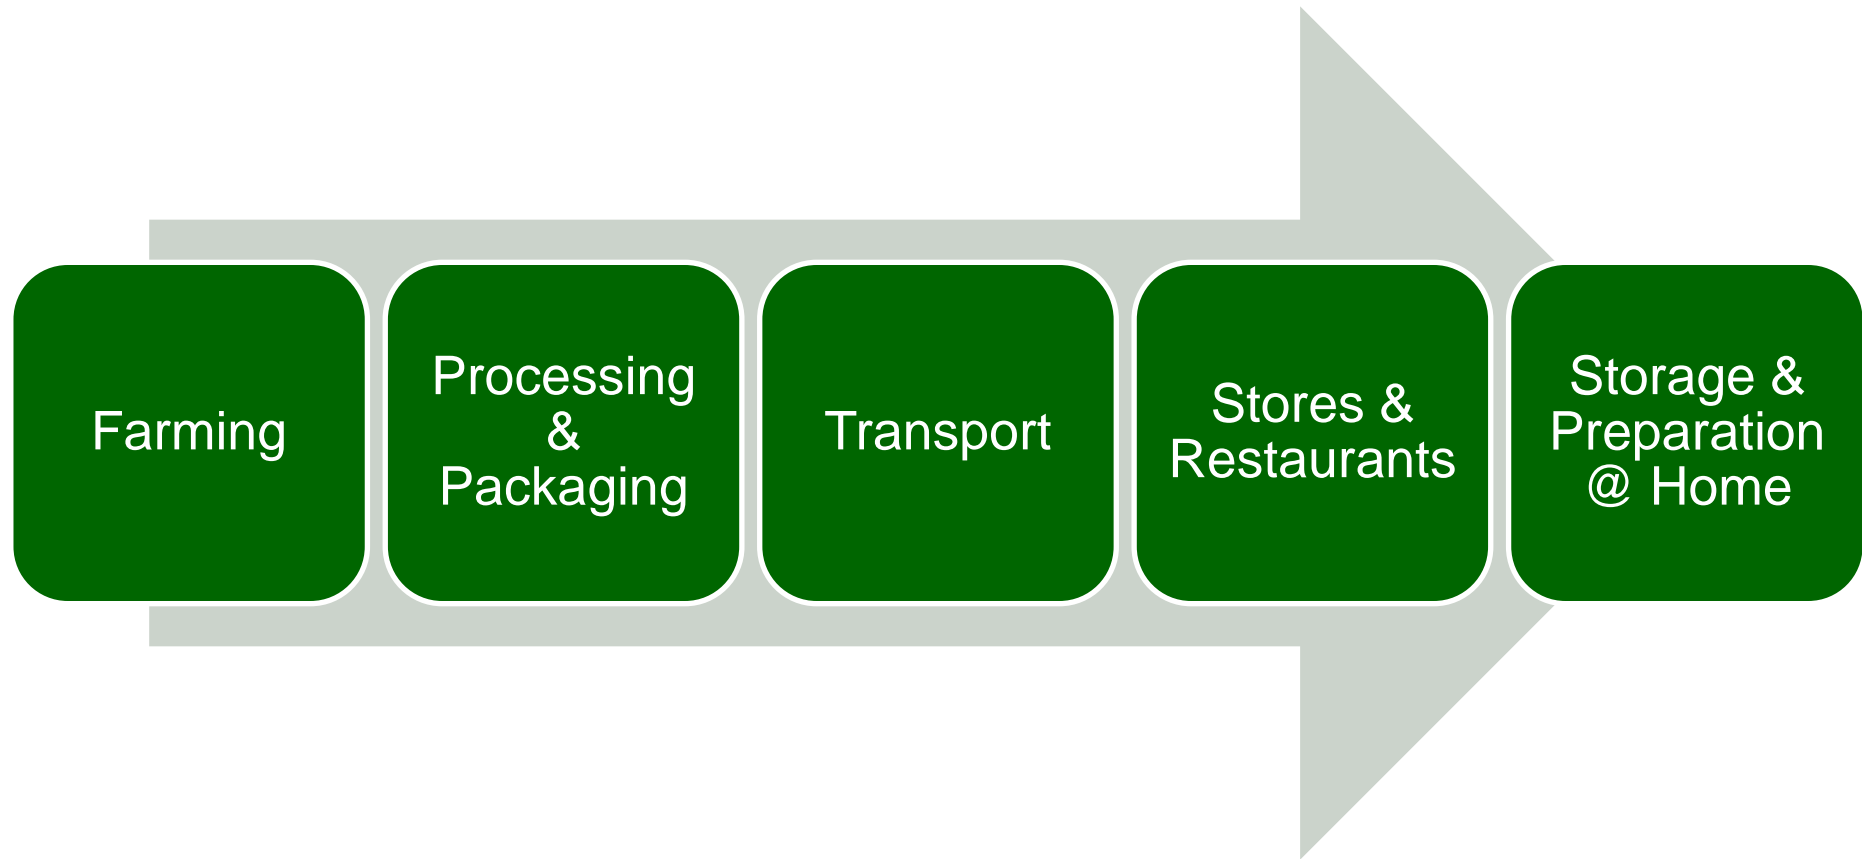 Farming
Processing
&
Packaging
Transport
Stores &
Restaurants
Storage &
Preparation
@ Home